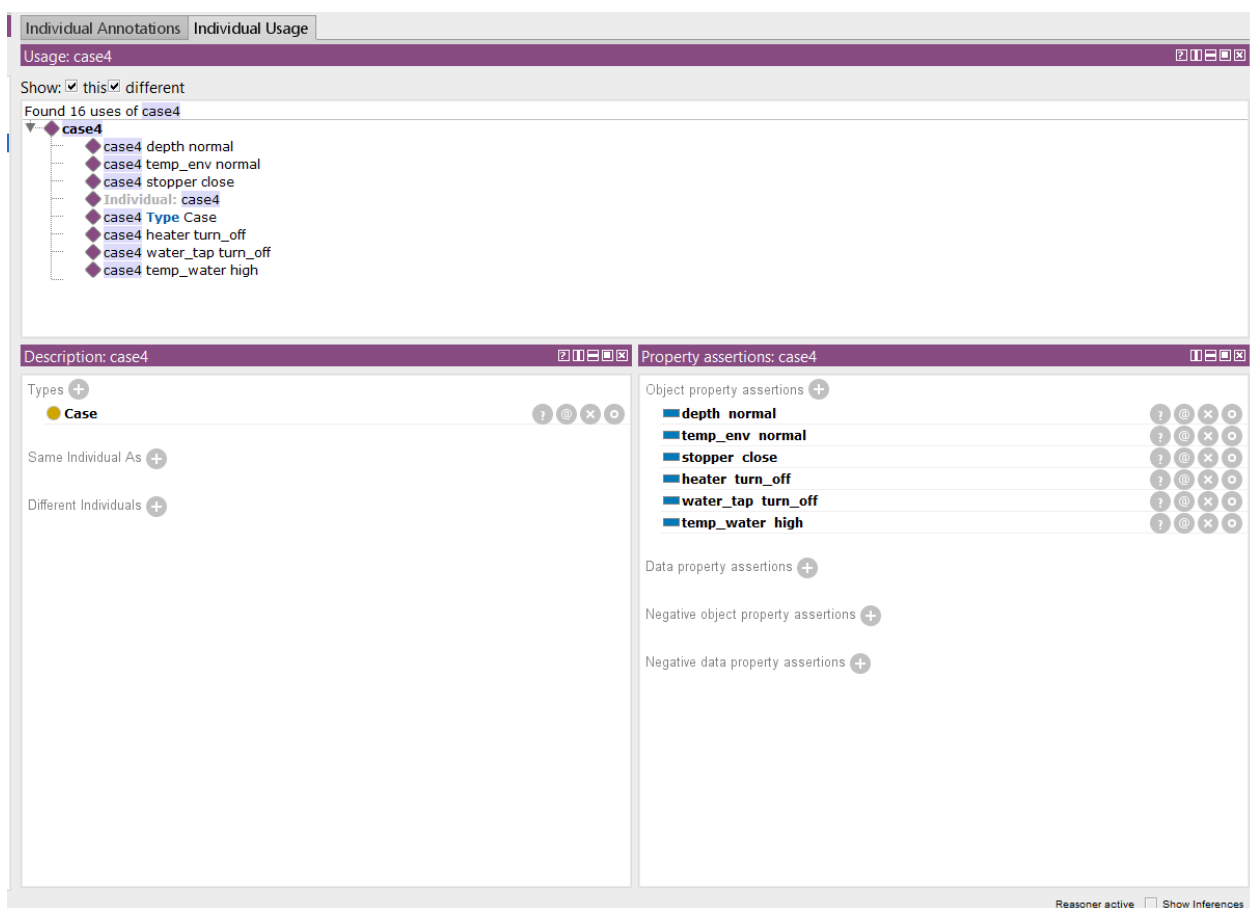 Individual Annotations Individual Usage
Usage: case4
Show: this different
Found 16 uses of case4
case4
case4 depth normal
case4 temp_env normal
case4 stopper close
Individual: case4
case4 Type Case
case4 heater turn_off
case4 water_tap turn_off
case4 temp_water high
Description: case4
Types
Case
Same Individual As
Different Individuals
Property assertions: case4
Object property assertions
depth normal
temp_env normal
stopper close
heater turn_off
water_tap turn_off
temp_water high
Data property assertions
Negative object property assertions
Negative data property assertions
Reasoner active Show Inferences